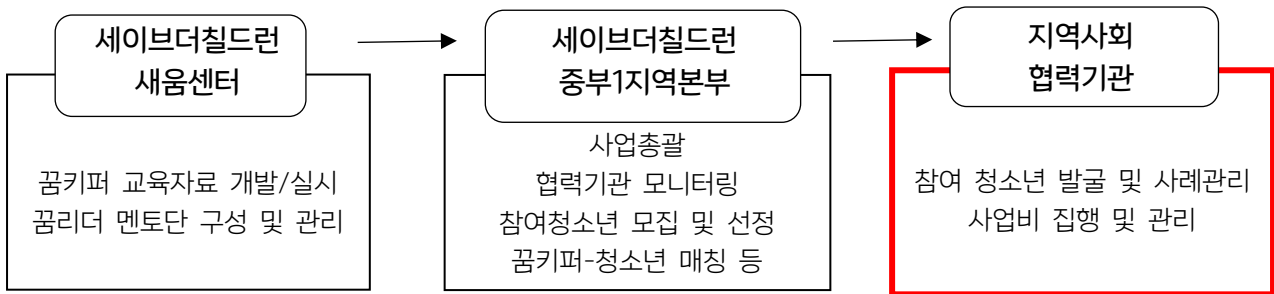 세이브더칠드런
새움센터
꿈키퍼 교육자료 개발/실시
꿈리더 멘토단 구성 및 관리
세이브더칠드런
중부1지역본부
사업총괄
협력기관 모니터링
참여청소년 모집 및 선정
꿈키퍼-청소년 매칭 등
지역사회
협력기관
참여 청소년 발굴 및 사례관리
사업비 집행 및 관리